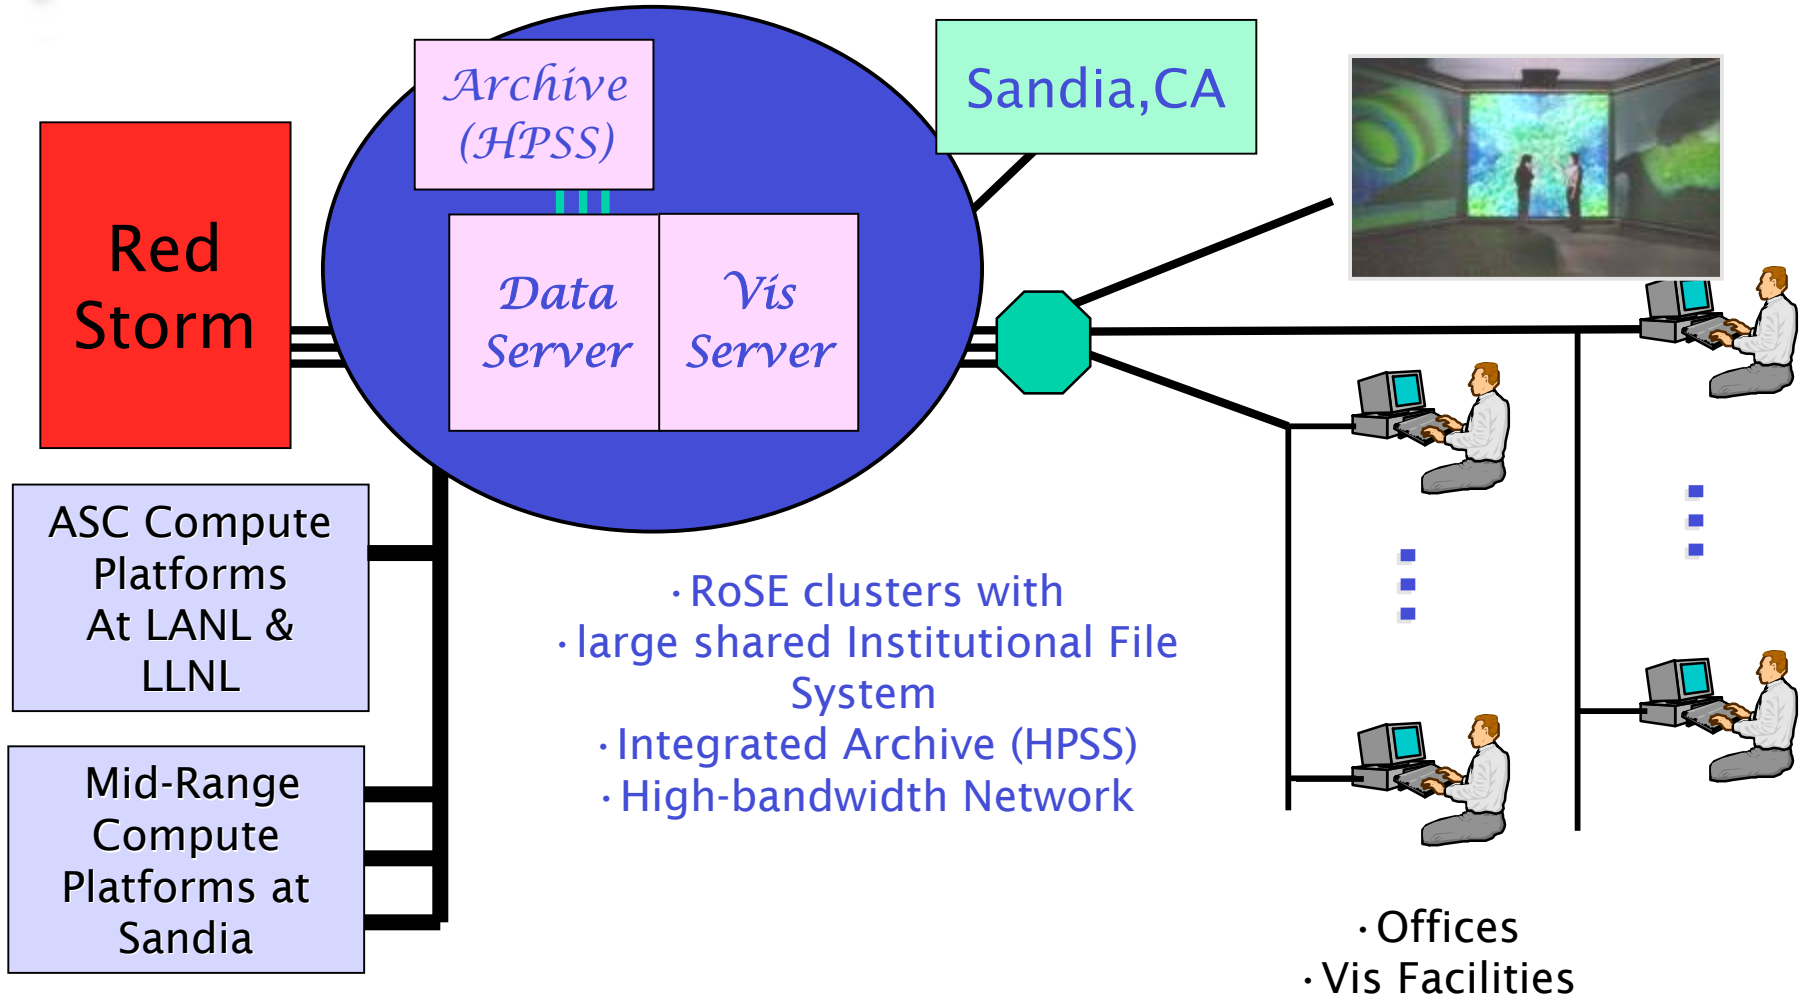 Archive
(HPSS)
Sandia,CA
Red
Storm
Data
Server
Vis
Server
ASC Compute
Platforms
At LANL &
LLNL
Mid-Range
Compute
Platforms at
Sandia
·RoSE clusters with
·large shared Institutional File
System
·Integrated Archive (HPSS)
·High-bandwidth Network
·Offices
·Vis Facilities